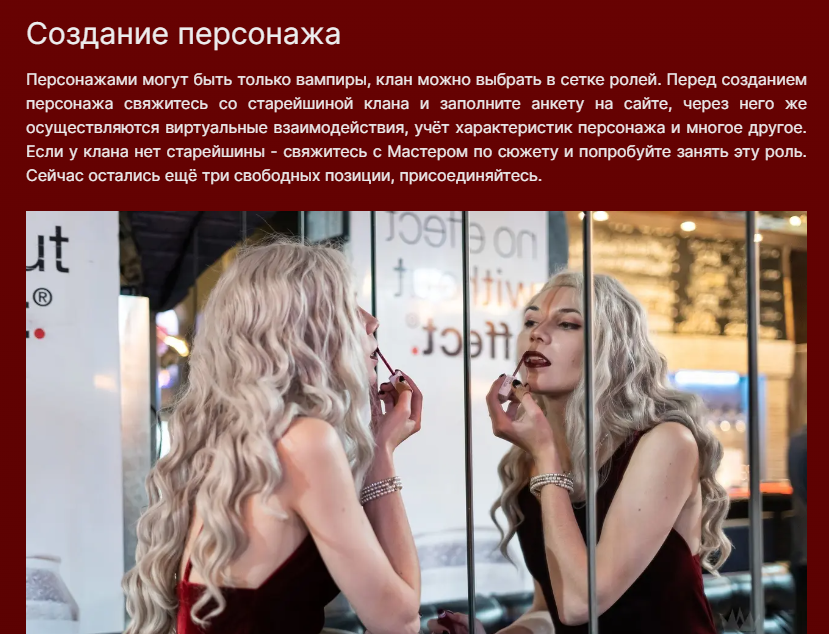 Создание персонажа
Персонажами могут быть только вампиры, клан можно выбрать в сетке ролей. Перед созданием
персонажа свяжитесь со старейшиной клана и заполните анкету на сайте, через него же
осуществляются виртуальные взаимодействия, учёт характеристик персонажа и многое другое.
Если у клана нет старейшины - свяжитесь с Мастером по сюжету и попробуйте занять эту роль.
Сейчас остались ещё три свободных позиции, присоединяйтесь.
ut
®
no effect
without
effect.